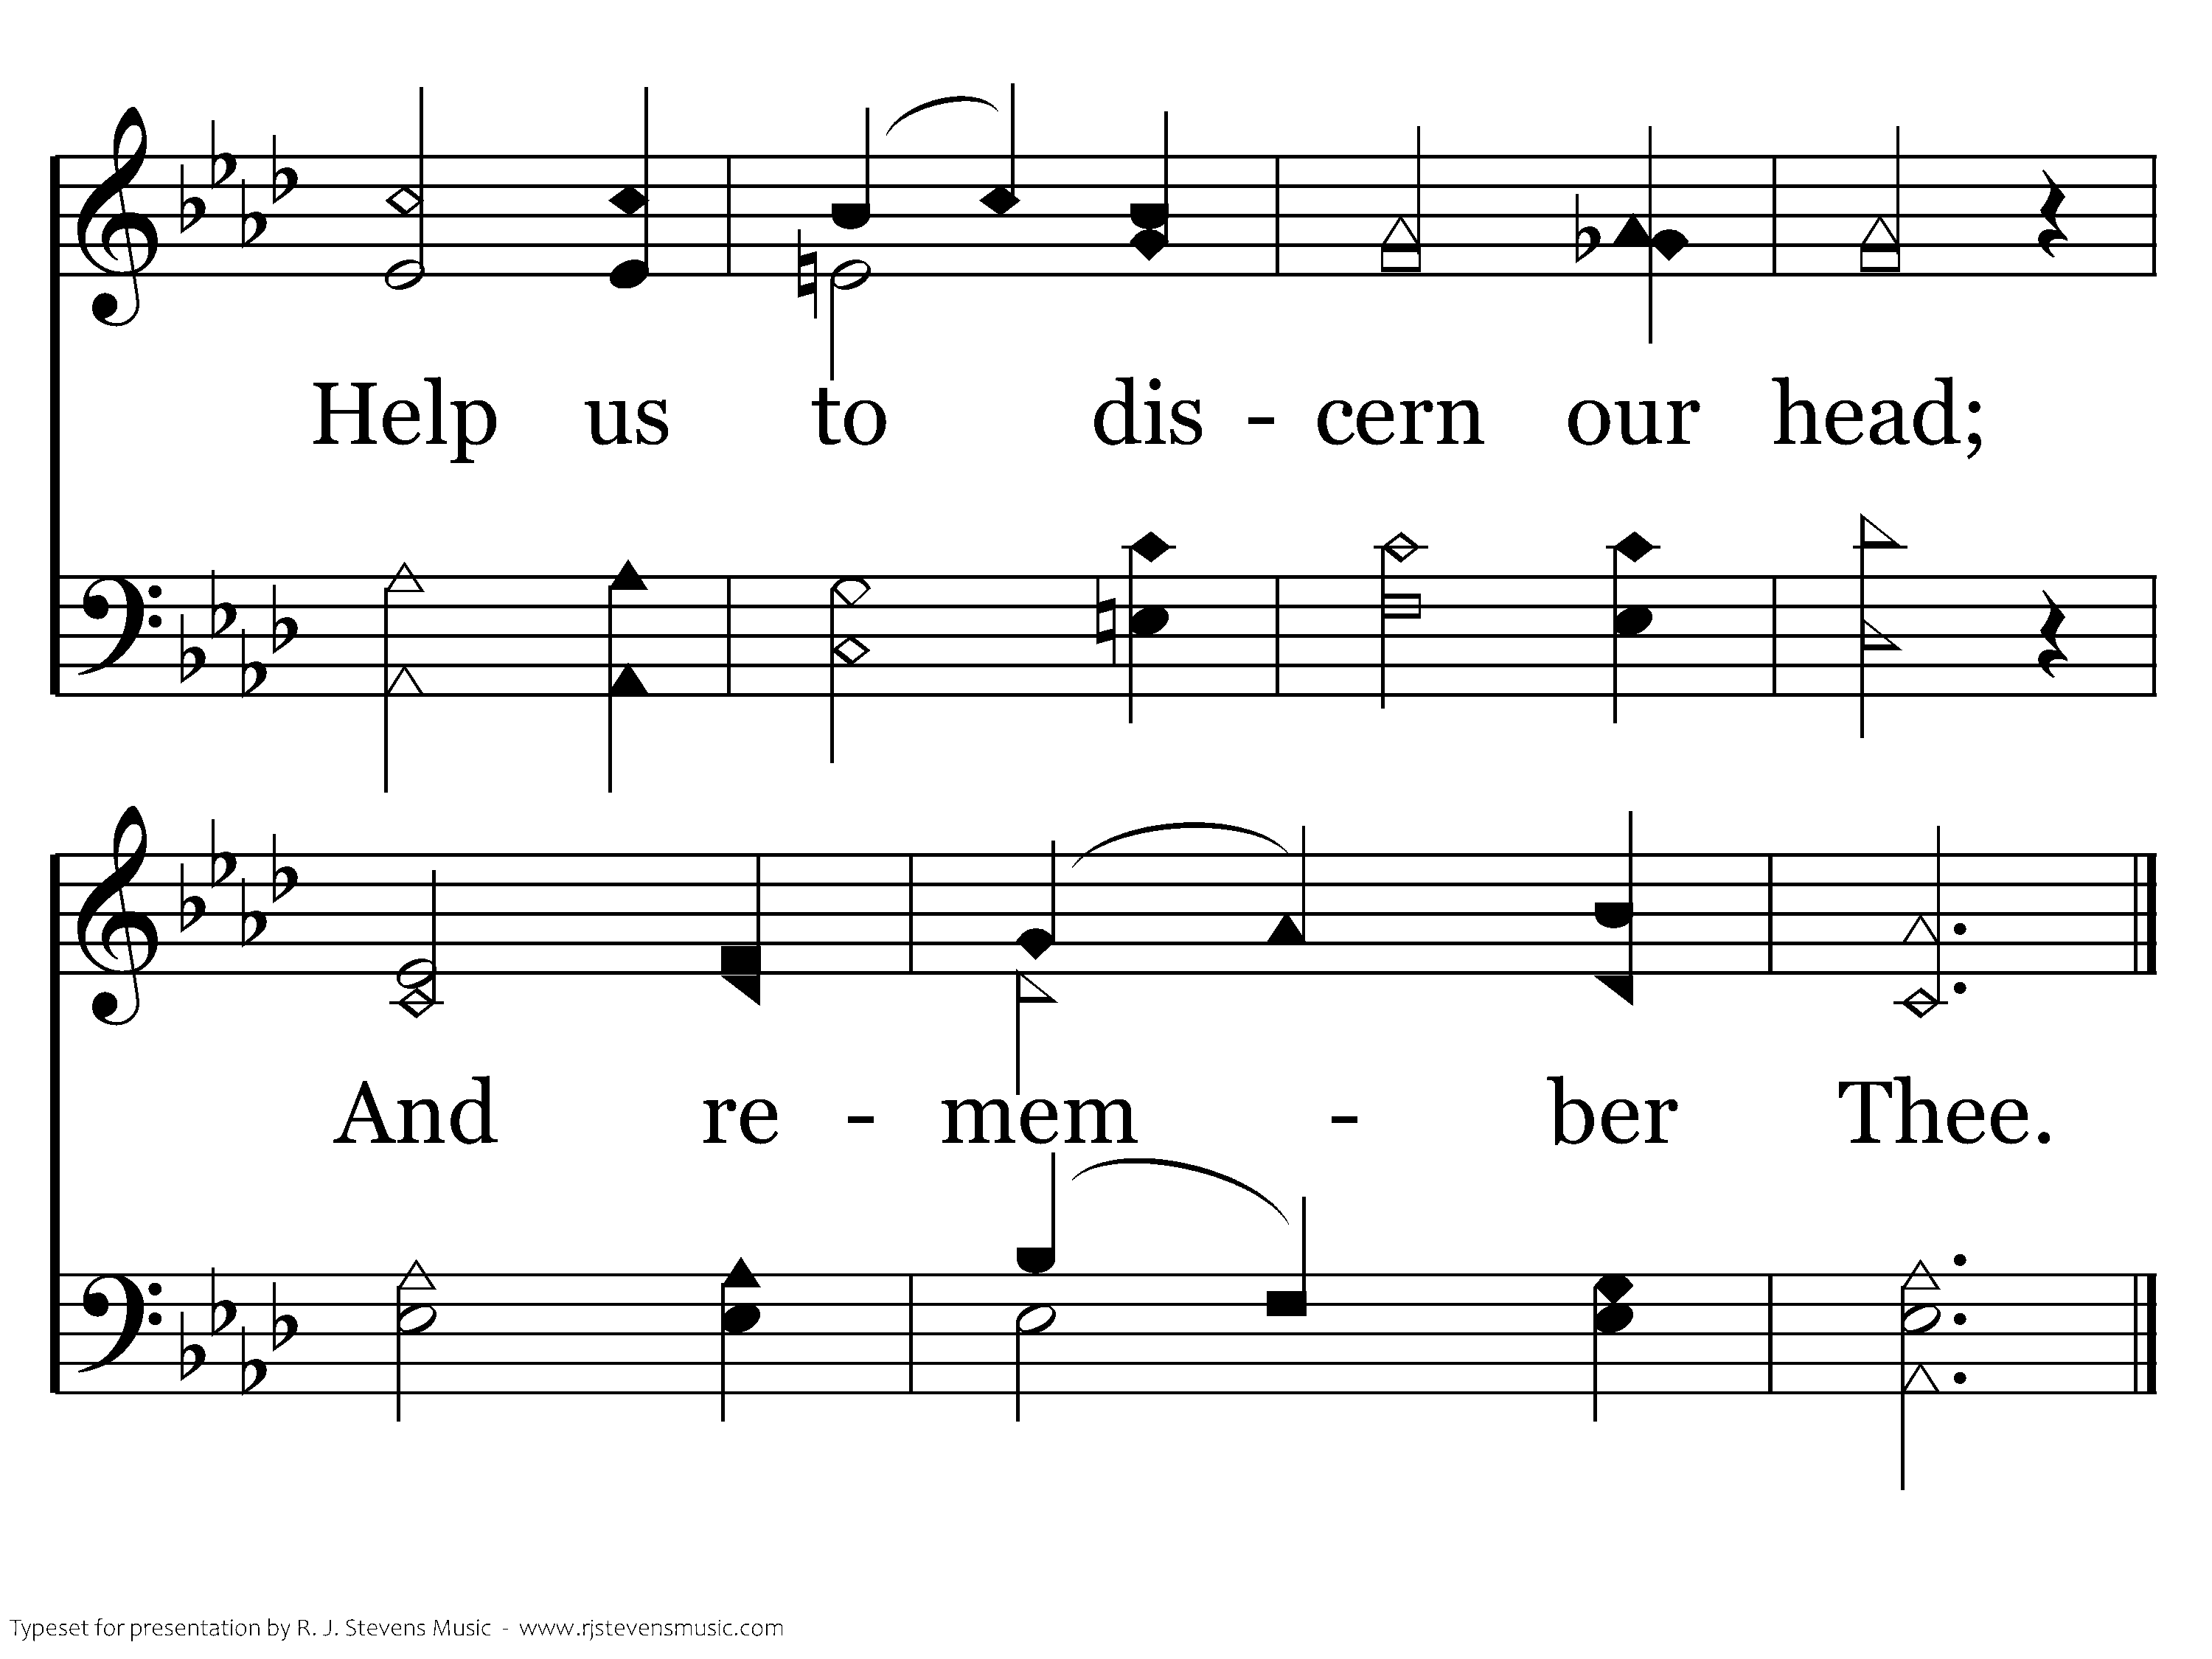 Help us to dis - cern our head;
And re - mem - ber Thee.
Typeset for presentation by R. J. Stevens Music - www.rjstevensmusic.com